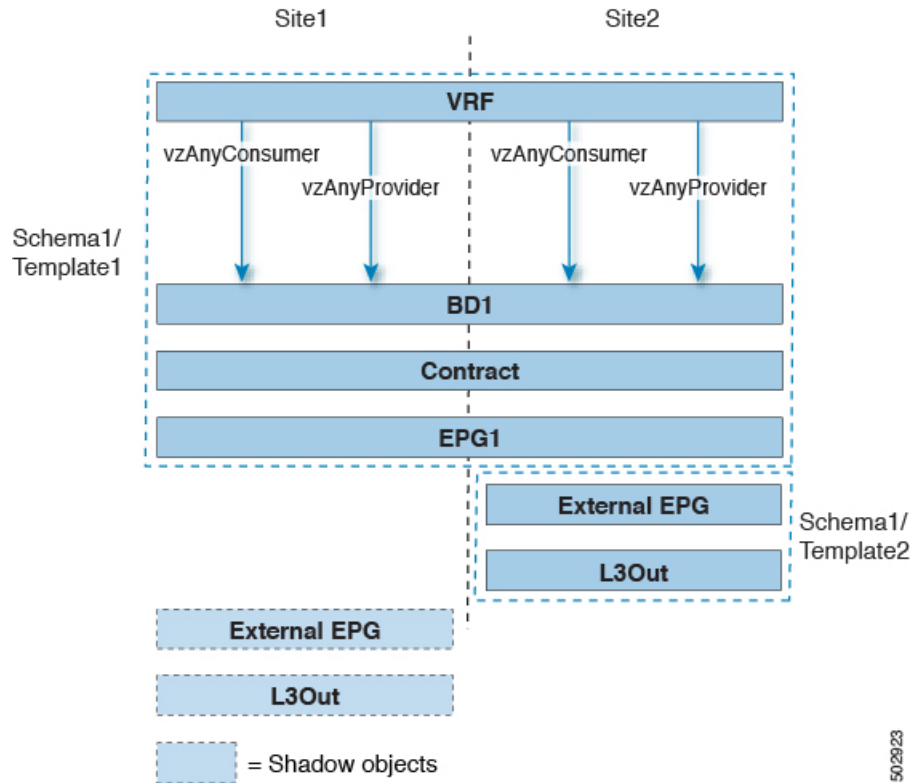 Site1
Site2
VRF
vzAnyConsumer
vzAnyProvider
vzAnyConsumer
vzAnyProvider
Schema1/
Template1
BD1
Contract
EPG1
External EPG
L3Out
Schema1/
Template2
External EPG
L3Out
= Shadow objects
502923